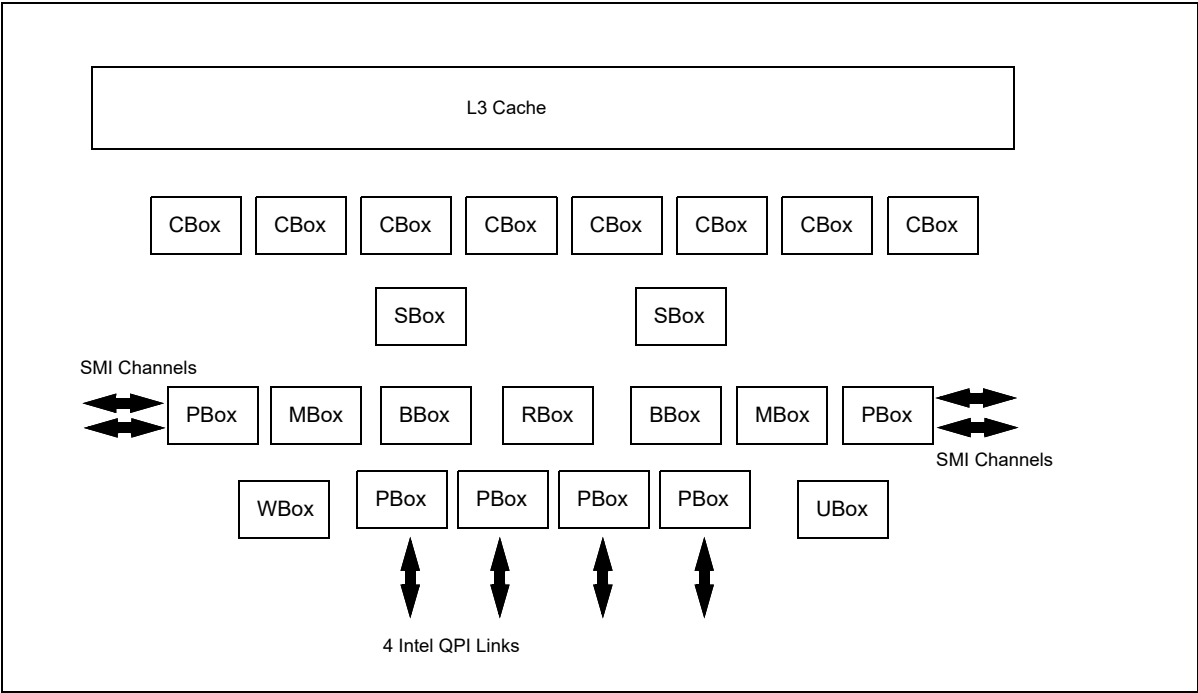 L3 Cache
CBox CBox CBox CBox CBox CBox CBox CBox
SBox SBox
SMI Channels
PBox MBox BBox RBox BBox MBox PBox
SMI Channels
WBox PBox PBox PBox PBox UBox
4 Intel QPI Links